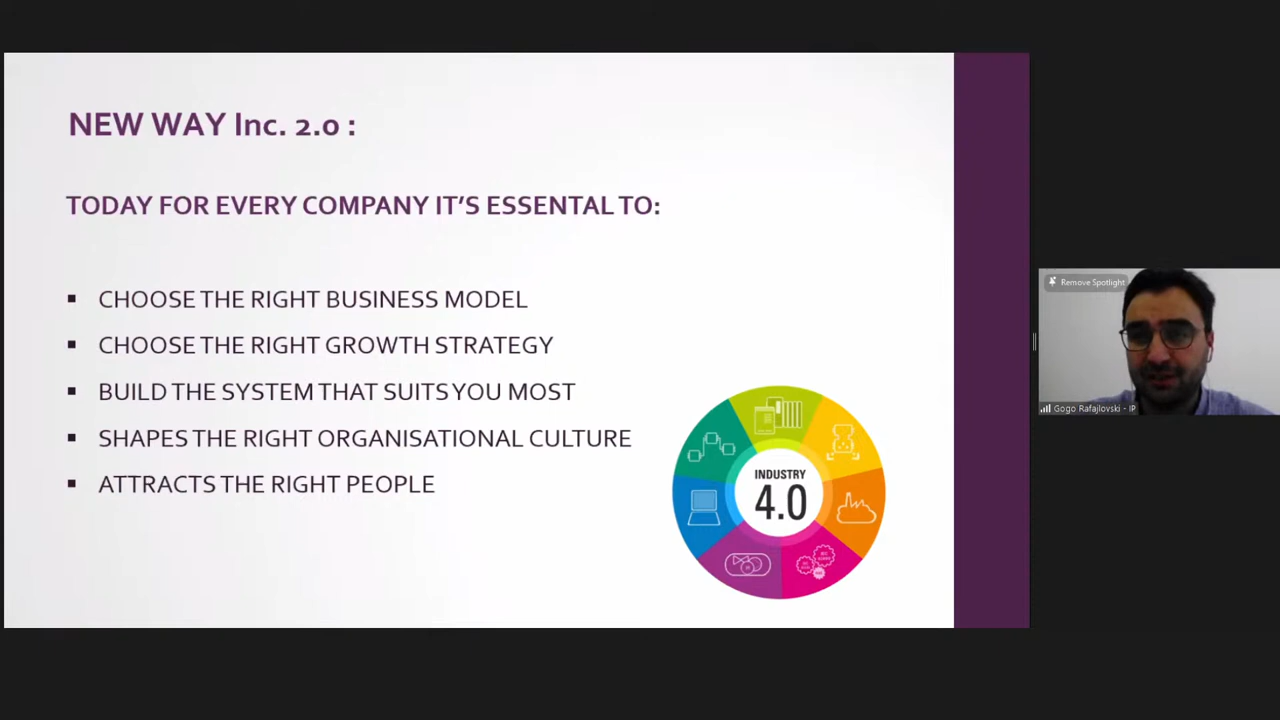 NEW WAY Inc. 2.0 :
TODAY FOR EVERY COMPANY IT'S ESSENTAL TO:
▪ CHOOSE THE RIGHT BUSINESS MODEL
▪ CHOOSE THE RIGHT GROWTH STRATEGY
▪ BUILD THE SYSTEM THAT SUITS YOU MOST
▪ SHAPES THE RIGHT ORGANISATIONAL CULTURE
▪ ATTRACTS THE RIGHT PEOPLE
INDUSTRY
4.0
Remove Spotlight
Gogo Rafajlovski - IP